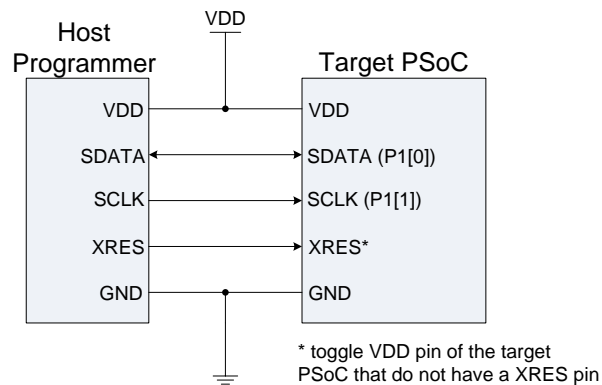 VDD
Host
Programmer
Target PSoC
VDD
VDD
SDATA
SDATA (P1[0])
SCLK
SCLK (P1[1])
XRES
XRES*
GND
GND
* toggle VDD pin of the target
PSoC that do not have a XRES pin